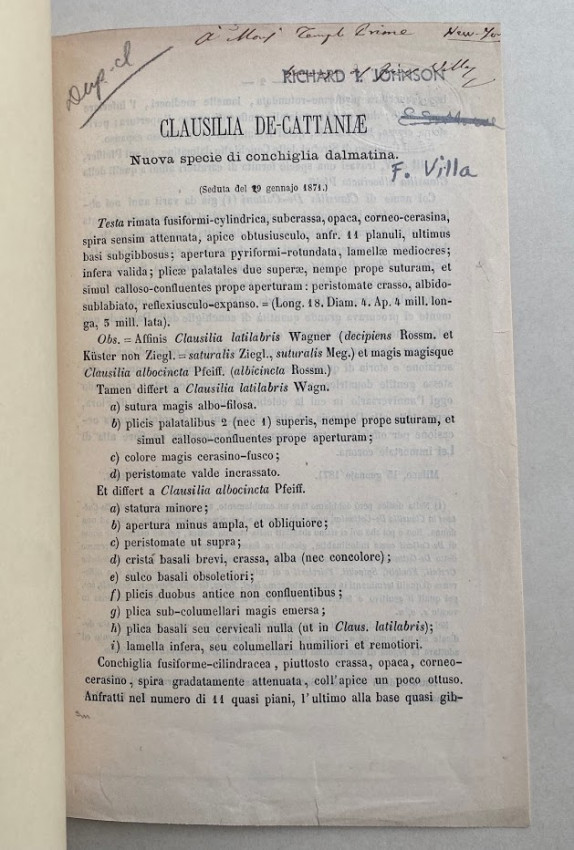 à Mons Temple Prime New-Yo
Dup-cl
RICHARD I. JOHNSON
CLAUSILIA DE-CATTANIÆ
Nuova specie di conchiglia dalmatina.
F. Villa
(Seduta del 29 gennajo 1871.)
Testa rimata fusiformi-cylindrica, subcrassa, opaca, corneo-cerasina,
spira sensim attenuata, apice obtusiusculo, anfr. 11 planuli, ultimus
basi subgibbosus; apertura pyriformi-rotundata, lamellæ mediocres;
infera valida; plicæ palatales duo superæ, nempe prope suturam, et
simul calloso-confluentes prope aperturam: peristomate crasso, albido-
sublabiato, reflexiusculo-expanso. = (Long. 18. Diam. 4. Ap. 4 mill. lon-
ga, 3 mill. lata).
Obs. = Affinis Clausilia latilabris Wagner (decipiens Rossm. et
Küster non Ziegl. = saturalis Ziegl., suturalis Meg.) et magis magisque
Clausilia albocincta Pfeiff. (albicincta Rossm.)
Tamen differt a Clausilia latilabris Wagn.
a) sutura magis albo-filosa.
b) plicis palatalibus 2 (nec 1) superis, nempe prope suturam, et
simul calloso-confluentes prope aperturam;
c) colore magis cerasino-fusco;
d) peristomate valde incrassato.
Et differt a Clausilia albocincta Pfeiff.
a) statura minore;
b) apertura minus ampla, et obliquiore;
c) peristomate ut supra;
d) cristâ basali brevi, crassa, alba (nec concolore);
e) sulco basali obsoletiori;
f) plicis duobus antice non confluentibus;
g) plica sub-columellari magis emersa;
h) plica basali seu cervicali nulla (ut in Claus. latilabris);
i) lamella infera, seu columellari humiliori et remotiori.
Conchiglia fusiforme-cilindracea, piuttosto crassa, opaca, corneo-
cerasino, spira gradatamente attenuata, coll'apice un poco ottuso.
Anfratti nel numero di 11 quasi piani, l'ultimo alla base quasi gib-